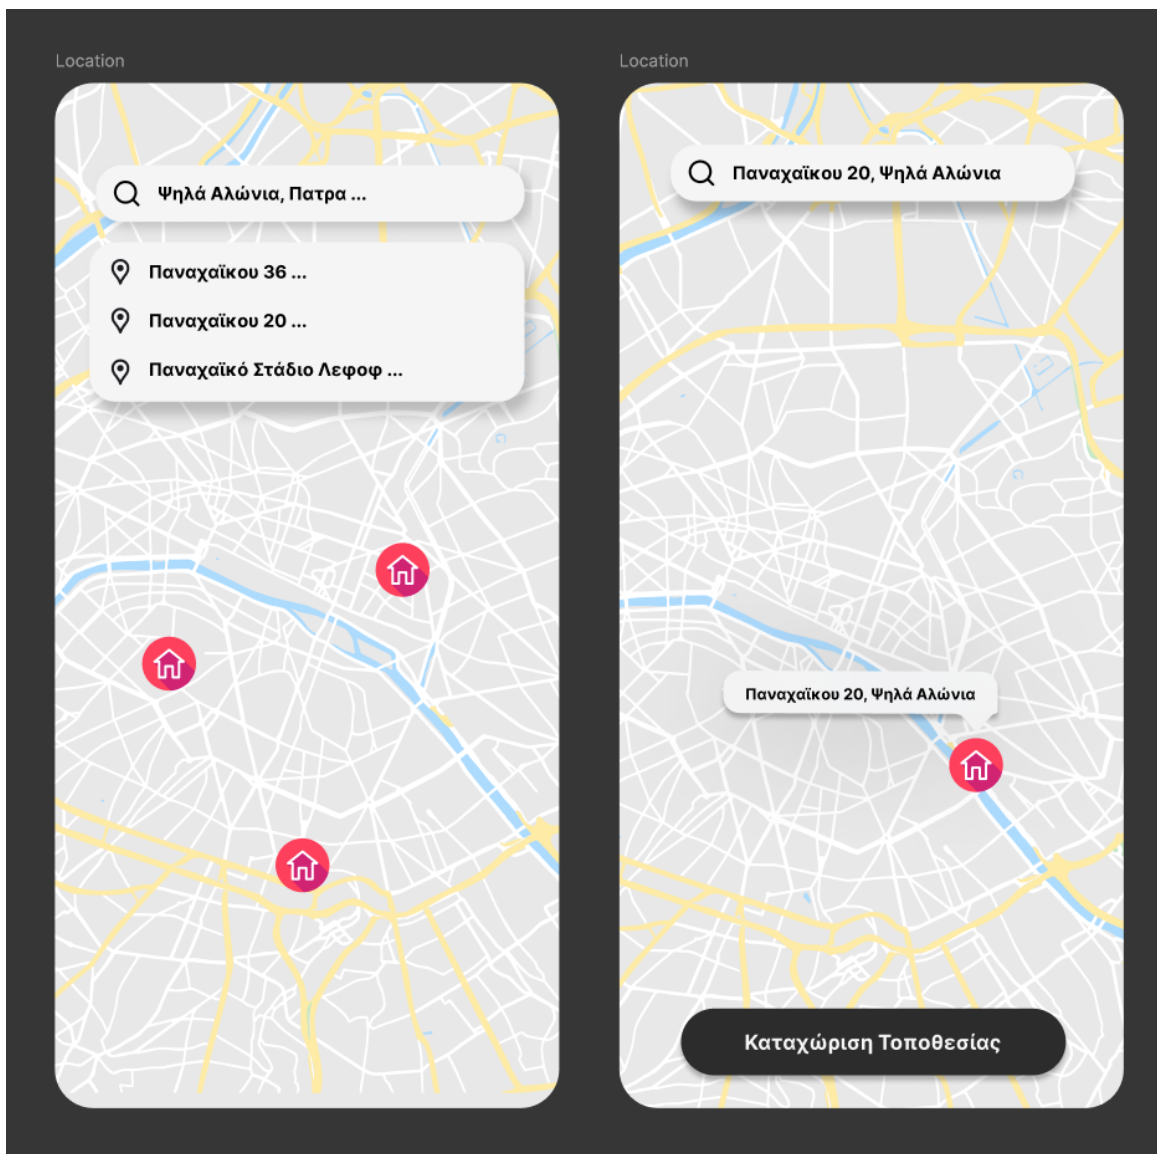 Location
Ψηλά Αλώνια, Πατρα ...
Παναχαϊκου 36 ...
Παναχαϊκου 20 ...
Παναχαϊκό Στάδιο Λεφοφ ...
Location
Παναχαϊκου 20, Ψηλά Αλώνια
Παναχαϊκου 20, Ψηλά Αλώνια
Καταχώριση Τοποθεσίας